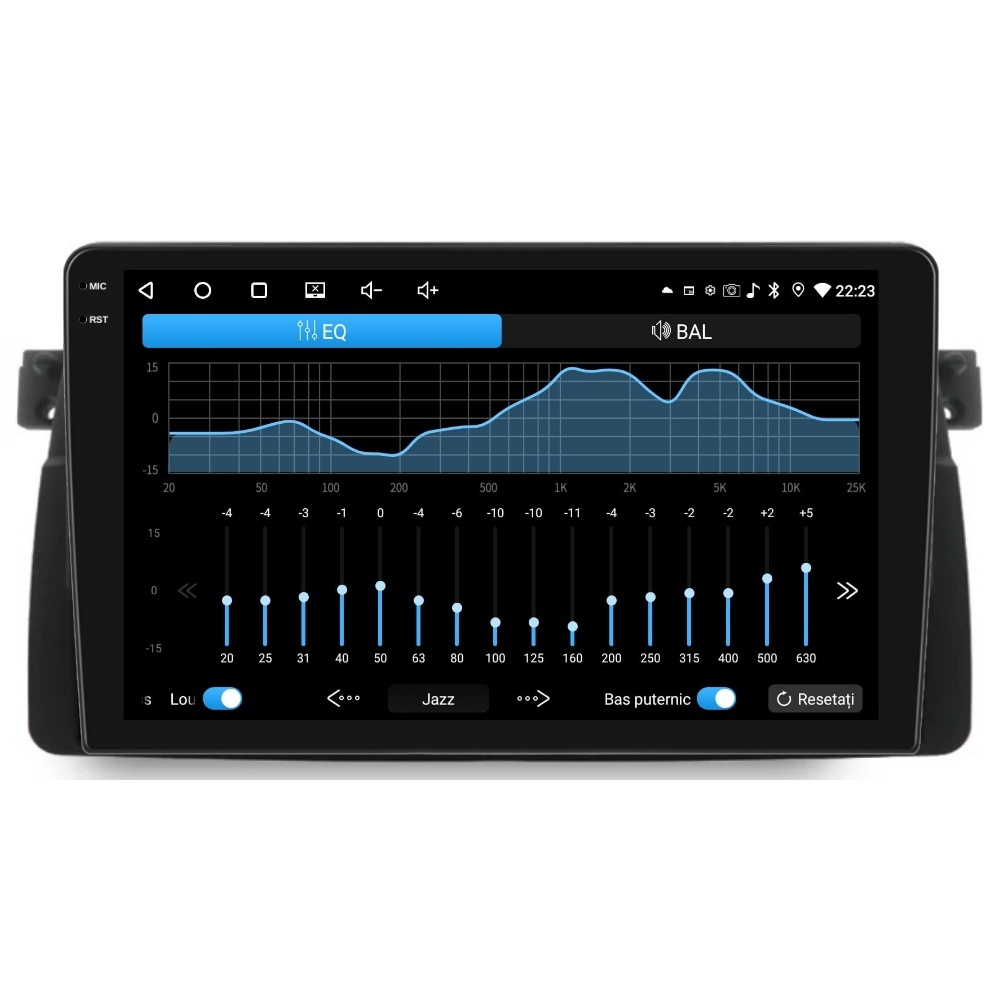 MIC
22:23
RST
EQ
BAL
15
0
-15
20 50 100 200 500 1K 2K 5K 10K 25K
-4 -4 -3 -1 0 -4 -6 -10 -10 -11 -4 -3 -2 -2 +2 +5
15
0
-15
20 25 31 40 50 63 80 100 125 160 200 250 315 400 500 630
s Lou Jazz Bas puternic Resetați